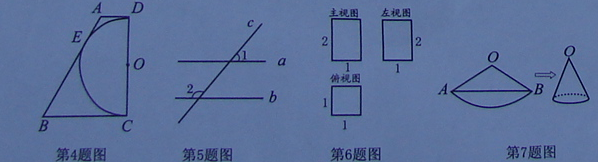 A D
E
O
B C
第4题图
c
1
a
2
b
第5题图
主视图 左视图
2 2
1 1
俯视图
1
1
第6题图
O O
A B
第7题图